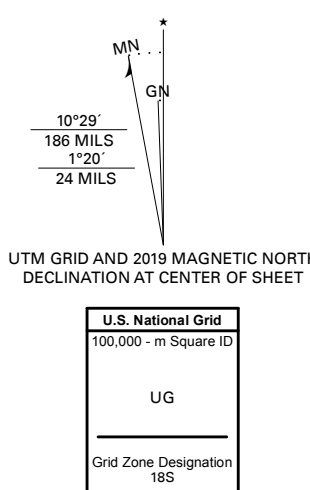 ★
MN
GN
10°29´
186 MILS
1°20´
24 MILS
UTM GRID AND 2019 MAGNETIC NORTH
DECLINATION AT CENTER OF SHEET
U.S. National Grid
100,000 - m Square ID
UG
Grid Zone Designation
18S